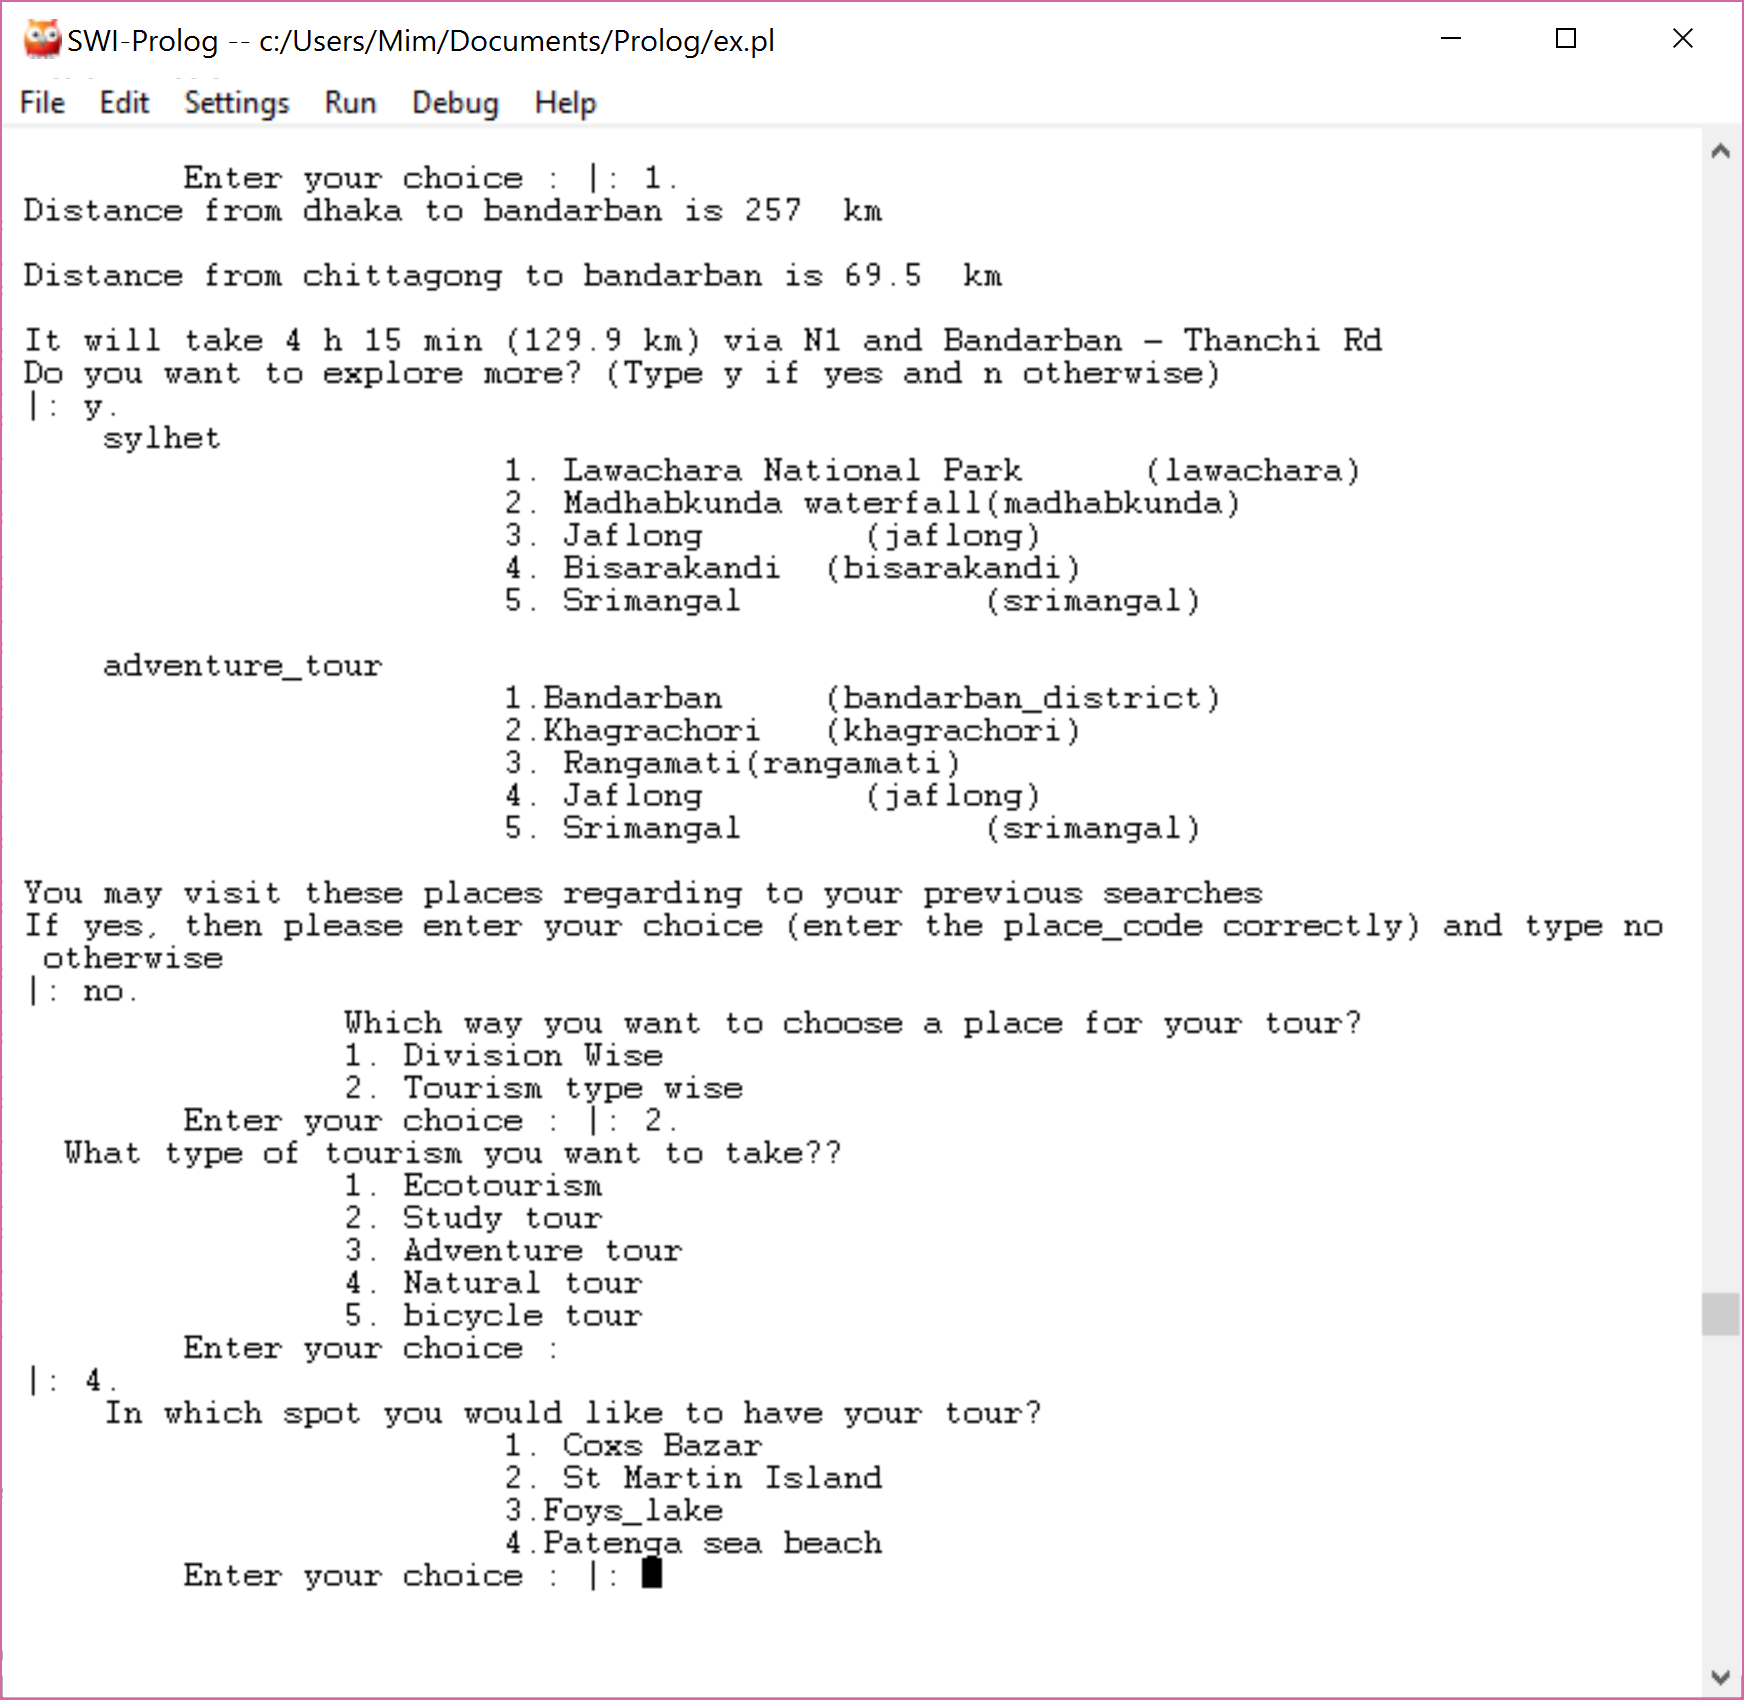 SWI-Prolog -- c:/Users/Mim/Documents/Prolog/ex.pl
File Edit Settings Run Debug Help
Enter your choice : |: 1.
Distance from dhaka to bandarban is 257  km
Distance from chittagong to bandarban is 69.5  km
It will take 4 h 15 min (129.9 km) via N1 and Bandarban – Thanchi Rd
Do you want to explore more? (Type y if yes and n otherwise)
|: y.
sylhet
1. Lawachara National Park (lawachara)
2. Madhabkunda waterfall(madhabkunda)
3. Jaflong (jaflong)
4. Bisarakandi (bisarakandi)
5. Srimangal (srimangal)
adventure_tour
1.Bandarban (bandarban_district)
2.Khagrachori (khagrachori)
3. Rangamati(rangamati)
4. Jaflong (jaflong)
5. Srimangal (srimangal)
You may visit these places regarding to your previous searches
If yes, then please enter your choice (enter the place_code correctly) and type no
otherwise
|: no.
Which way you want to choose a place for your tour?
1. Division Wise
2. Tourism type wise
Enter your choice : |: 2.
What type of tourism you want to take??
1. Ecotourism
2. Study tour
3. Adventure tour
4. Natural tour
5. bicycle tour
Enter your choice :
|: 4.
In which spot you would like to have your tour?
1. Coxs Bazar
2. St Martin Island
3.Foys_lake
4.Patenga sea beach
Enter your choice : |: